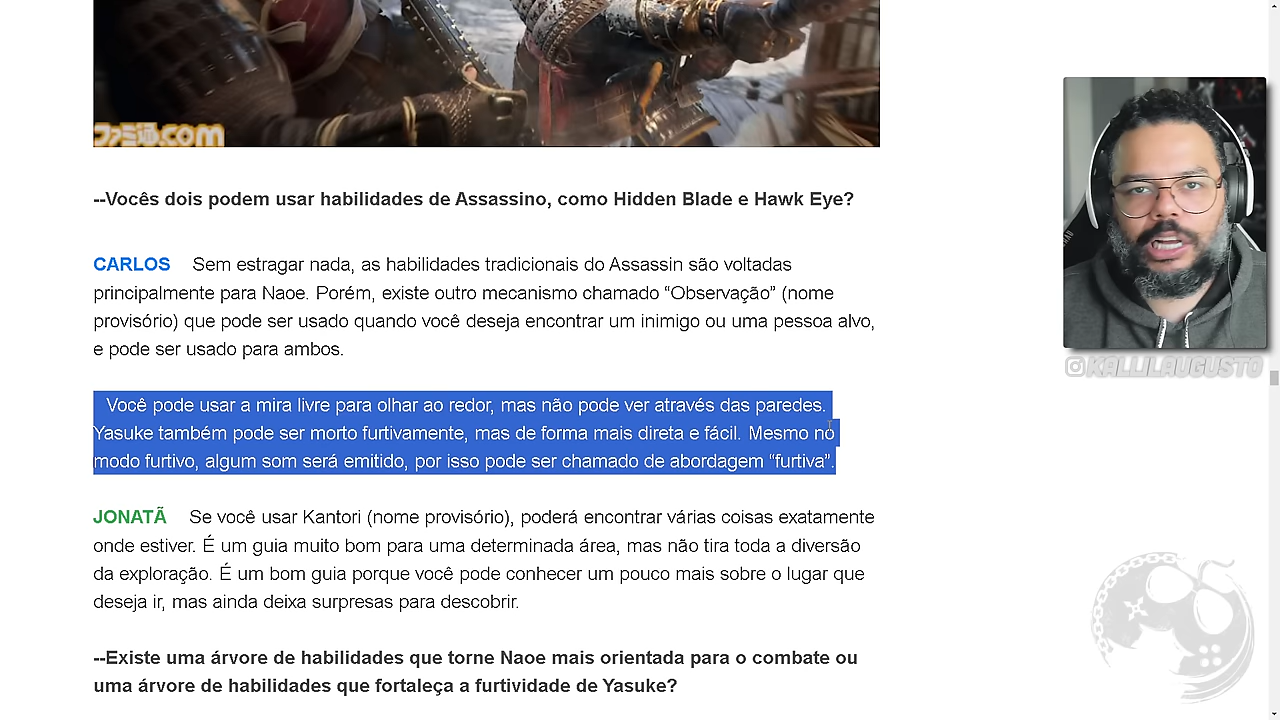 ファミ通.com
--Vocês dois podem usar habilidades de Assassino, como Hidden Blade e Hawk Eye?
CARLOS Sem estragar nada, as habilidades tradicionais do Assassin são voltadas
principalmente para Naoe. Porém, existe outro mecanismo chamado “Observação” (nome
provisório) que pode ser usado quando você deseja encontrar um inimigo ou uma pessoa alvo,
e pode ser usado para ambos.
Você pode usar a mira livre para olhar ao redor, mas não pode ver através das paredes.
Yasuke também pode ser morto furtivamente, mas de forma mais direta e fácil. Mesmo no
modo furtivo, algum som será emitido, por isso pode ser chamado de abordagem “furtiva”.
JONATÃ Se você usar Kantori (nome provisório), poderá encontrar várias coisas exatamente
onde estiver. É um guia muito bom para uma determinada área, mas não tira toda a diversão
da exploração. É um bom guia porque você pode conhecer um pouco mais sobre o lugar que
deseja ir, mas ainda deixa surpresas para descobrir.
--Existe uma árvore de habilidades que torne Naoe mais orientada para o combate ou
uma árvore de habilidades que fortaleça a furtividade de Yasuke?
KALLILAUGUSTO